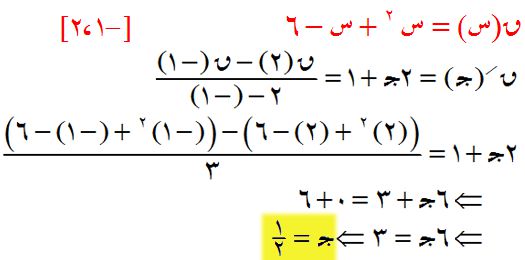 ق(س) = س٢ + س - ٦ [-٢،١]
قَ(جـ) = ٢جـ + ١ = (ق(٢) - ق(-١)) / (٢ - (-١))
٢جـ + ١ = (((٢)٢ + (٢) - ٦) - ((-١)٢ + (-١) - ٦)) / ٣
⇐ ٦جـ + ٣ = ٠ + ٦
⇐ ٦جـ = ٣ ⇐ جـ = ١/٢